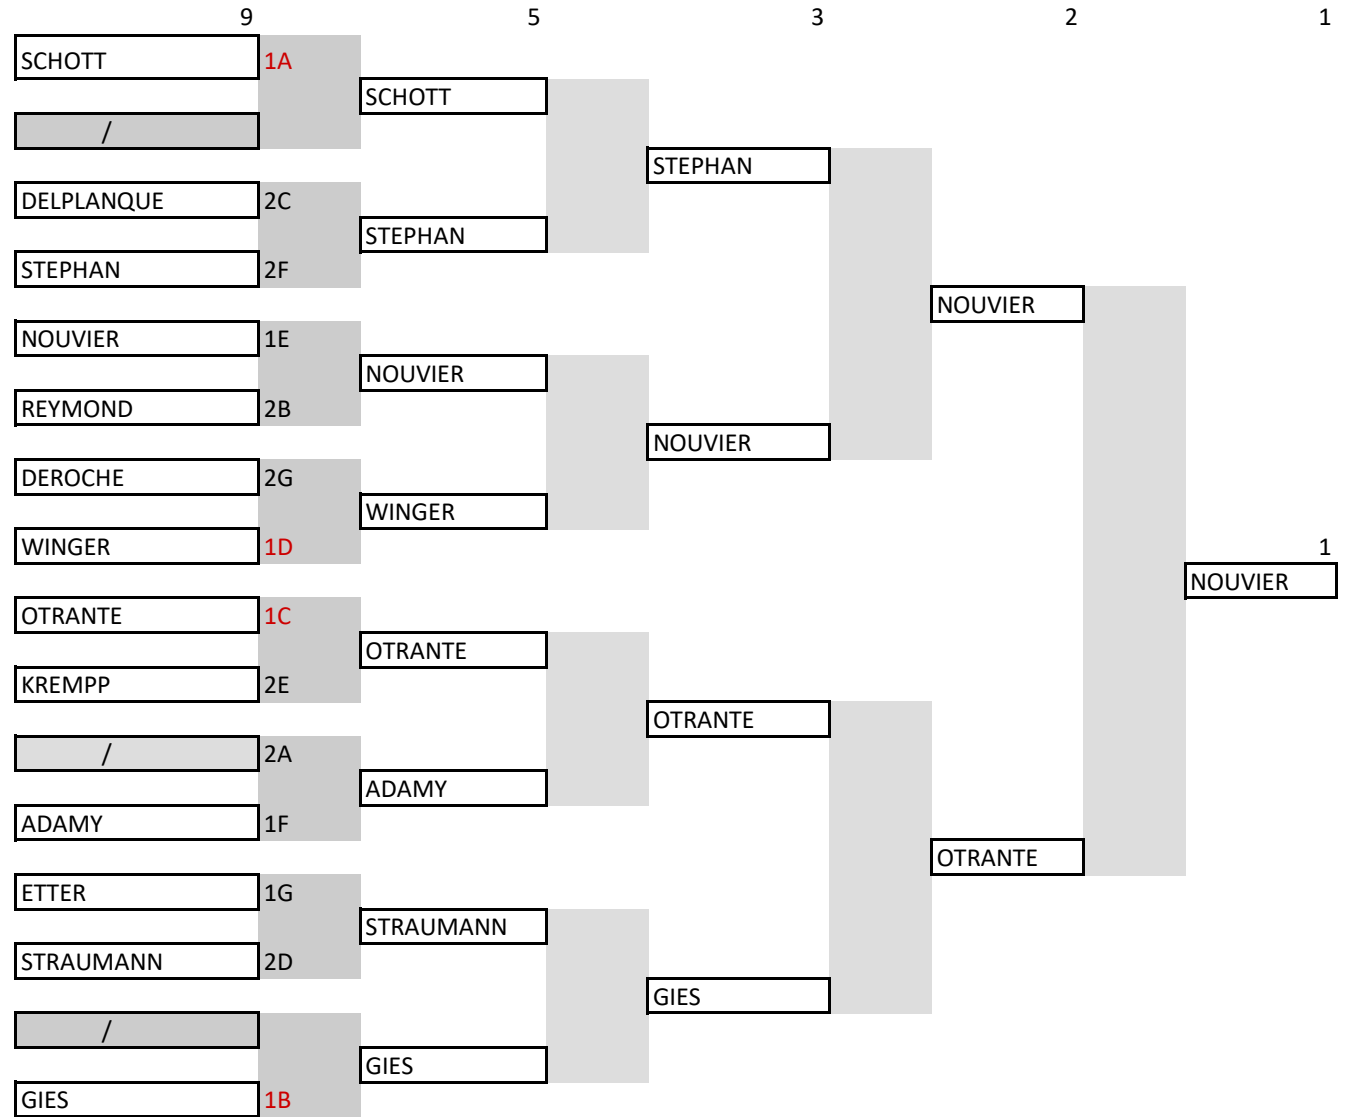 9 5 3 2 1
SCHOTT 1A
SCHOTT
/
STEPHAN
DELPLANQUE 2C
STEPHAN
STEPHAN 2F
NOUVIER
NOUVIER 1E
NOUVIER
REYMOND 2B
NOUVIER
DEROCHE 2G
WINGER
WINGER 1D 1
NOUVIER
OTRANTE 1C
OTRANTE
KREMPP 2E
OTRANTE
/ 2A
ADAMY
ADAMY 1F
OTRANTE
ETTER 1G
STRAUMANN
STRAUMANN 2D
GIES
/
GIES
GIES 1B